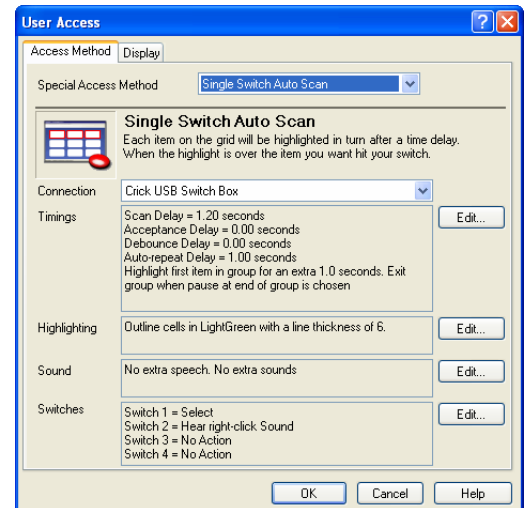 User Access
Access Method Display
Special Access Method Single Switch Auto Scan
Single Switch Auto Scan
Each item on the grid will be highlighted in turn after a time
delay.
When the highlight is over the item you want hit your switch.
Connection Crick USB Switch Box
Timings Scan Delay = 1.20 seconds Edit...
Acceptance Delay = 0.00 seconds
Debounce Delay = 0.00 seconds
Auto-repeat Delay = 1.00 seconds
Highlight first item in group for an extra 1.0 seconds. Exit
group when pause at end of group is chosen
Highlighting Outline cells in LightGreen with a line thickness of 6. Edit...
Sound No extra speech. No extra sounds Edit...
Switches Switch 1 = Select Edit...
Switch 2 = Hear right-click Sound
Switch 3 = No Action
Switch 4 = No Action
OK Cancel Help